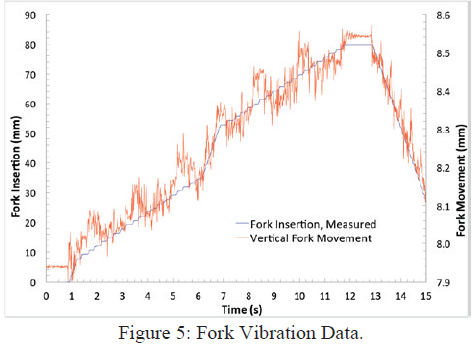 90
80
70
60
50
40
30
20
10
0
Fork Insertion (mm)
8.6
8.5
8.4
8.3
8.2
8.1
8.0
7.9
Fork Movement (mm)
Fork Insertion, Measured
Vertical Fork Movement
0 1 2 3 4 5 6 7 8 9 10 11 12 13 14 15
Time (s)
Figure 5: Fork Vibration Data.